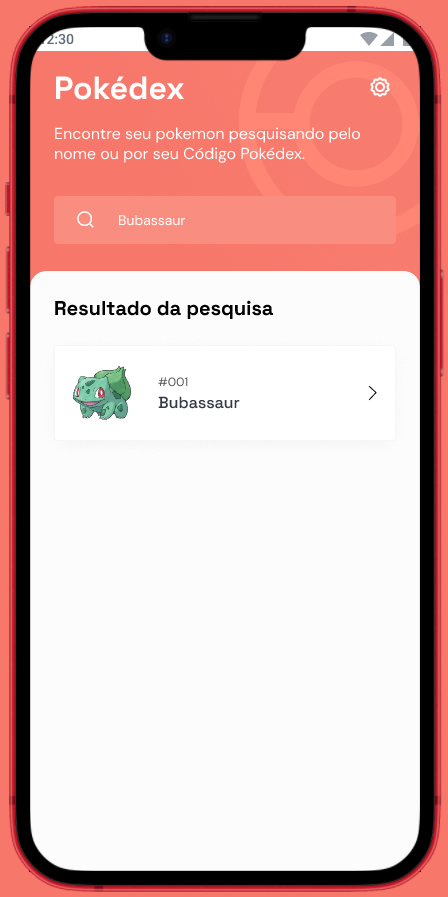 2:30
Pokédex
Encontre seu pokemon pesquisando pelo
nome ou por seu Código Pokédex.
Bubassaur
Resultado da pesquisa
#001
Bubassaur